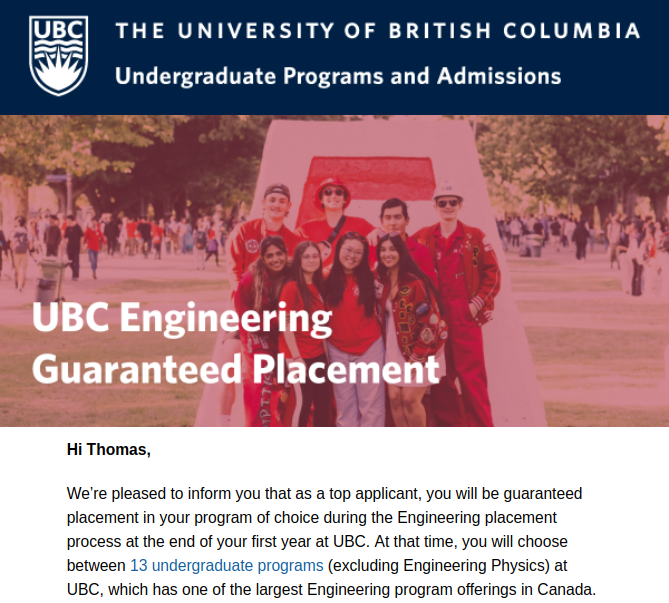 UBC
THE UNIVERSITY OF BRITISH COLUMBIA
Undergraduate Programs and Admissions
UBC Engineering
Guaranteed Placement
Hi Thomas,
We’re pleased to inform you that as a top applicant, you will be guaranteed
placement in your program of choice during the Engineering placement
process at the end of your first year at UBC. At that time, you will choose
between 13 undergraduate programs (excluding Engineering Physics) at
UBC, which has one of the largest Engineering program offerings in Canada.